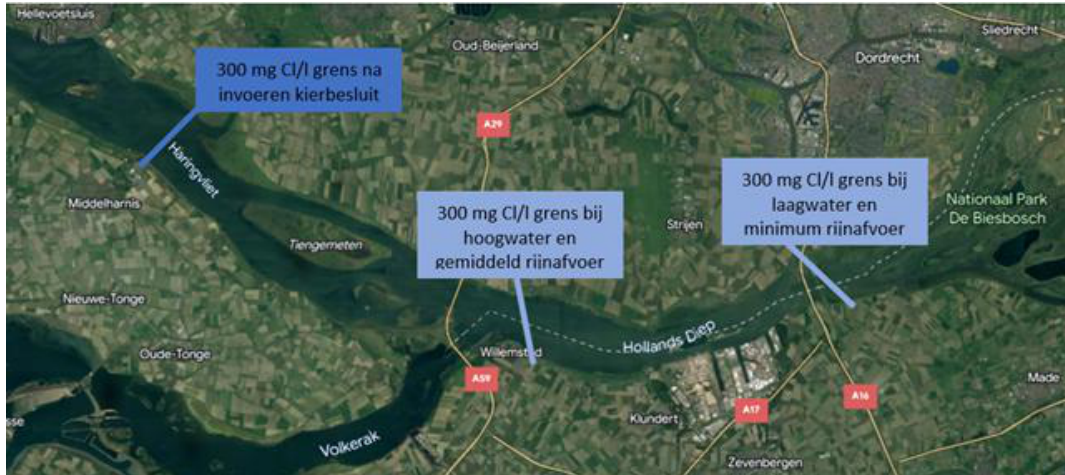 Hellevoetsluis
Sliedrecht
Oud-Beijerland
Dordrecht
300 mg Cl/l grens na
invoeren kierbesluit
A29
Haringvliet
300 mg Cl/l grens bij
laagwater en
minimum rijnafvoer
Nationaal Park
De Biesbosch
Middelharnis
300 mg Cl/l grens bij
hoogwater en
gemiddeld rijnafvoer
Strijen
Tiengemeten
Nieuwe-Tonge
Oude-Tonge
Willemstad
Hollands Diep
A59
A16
Made
A17
Klundert
sse
Volkerak
Zevenbergen